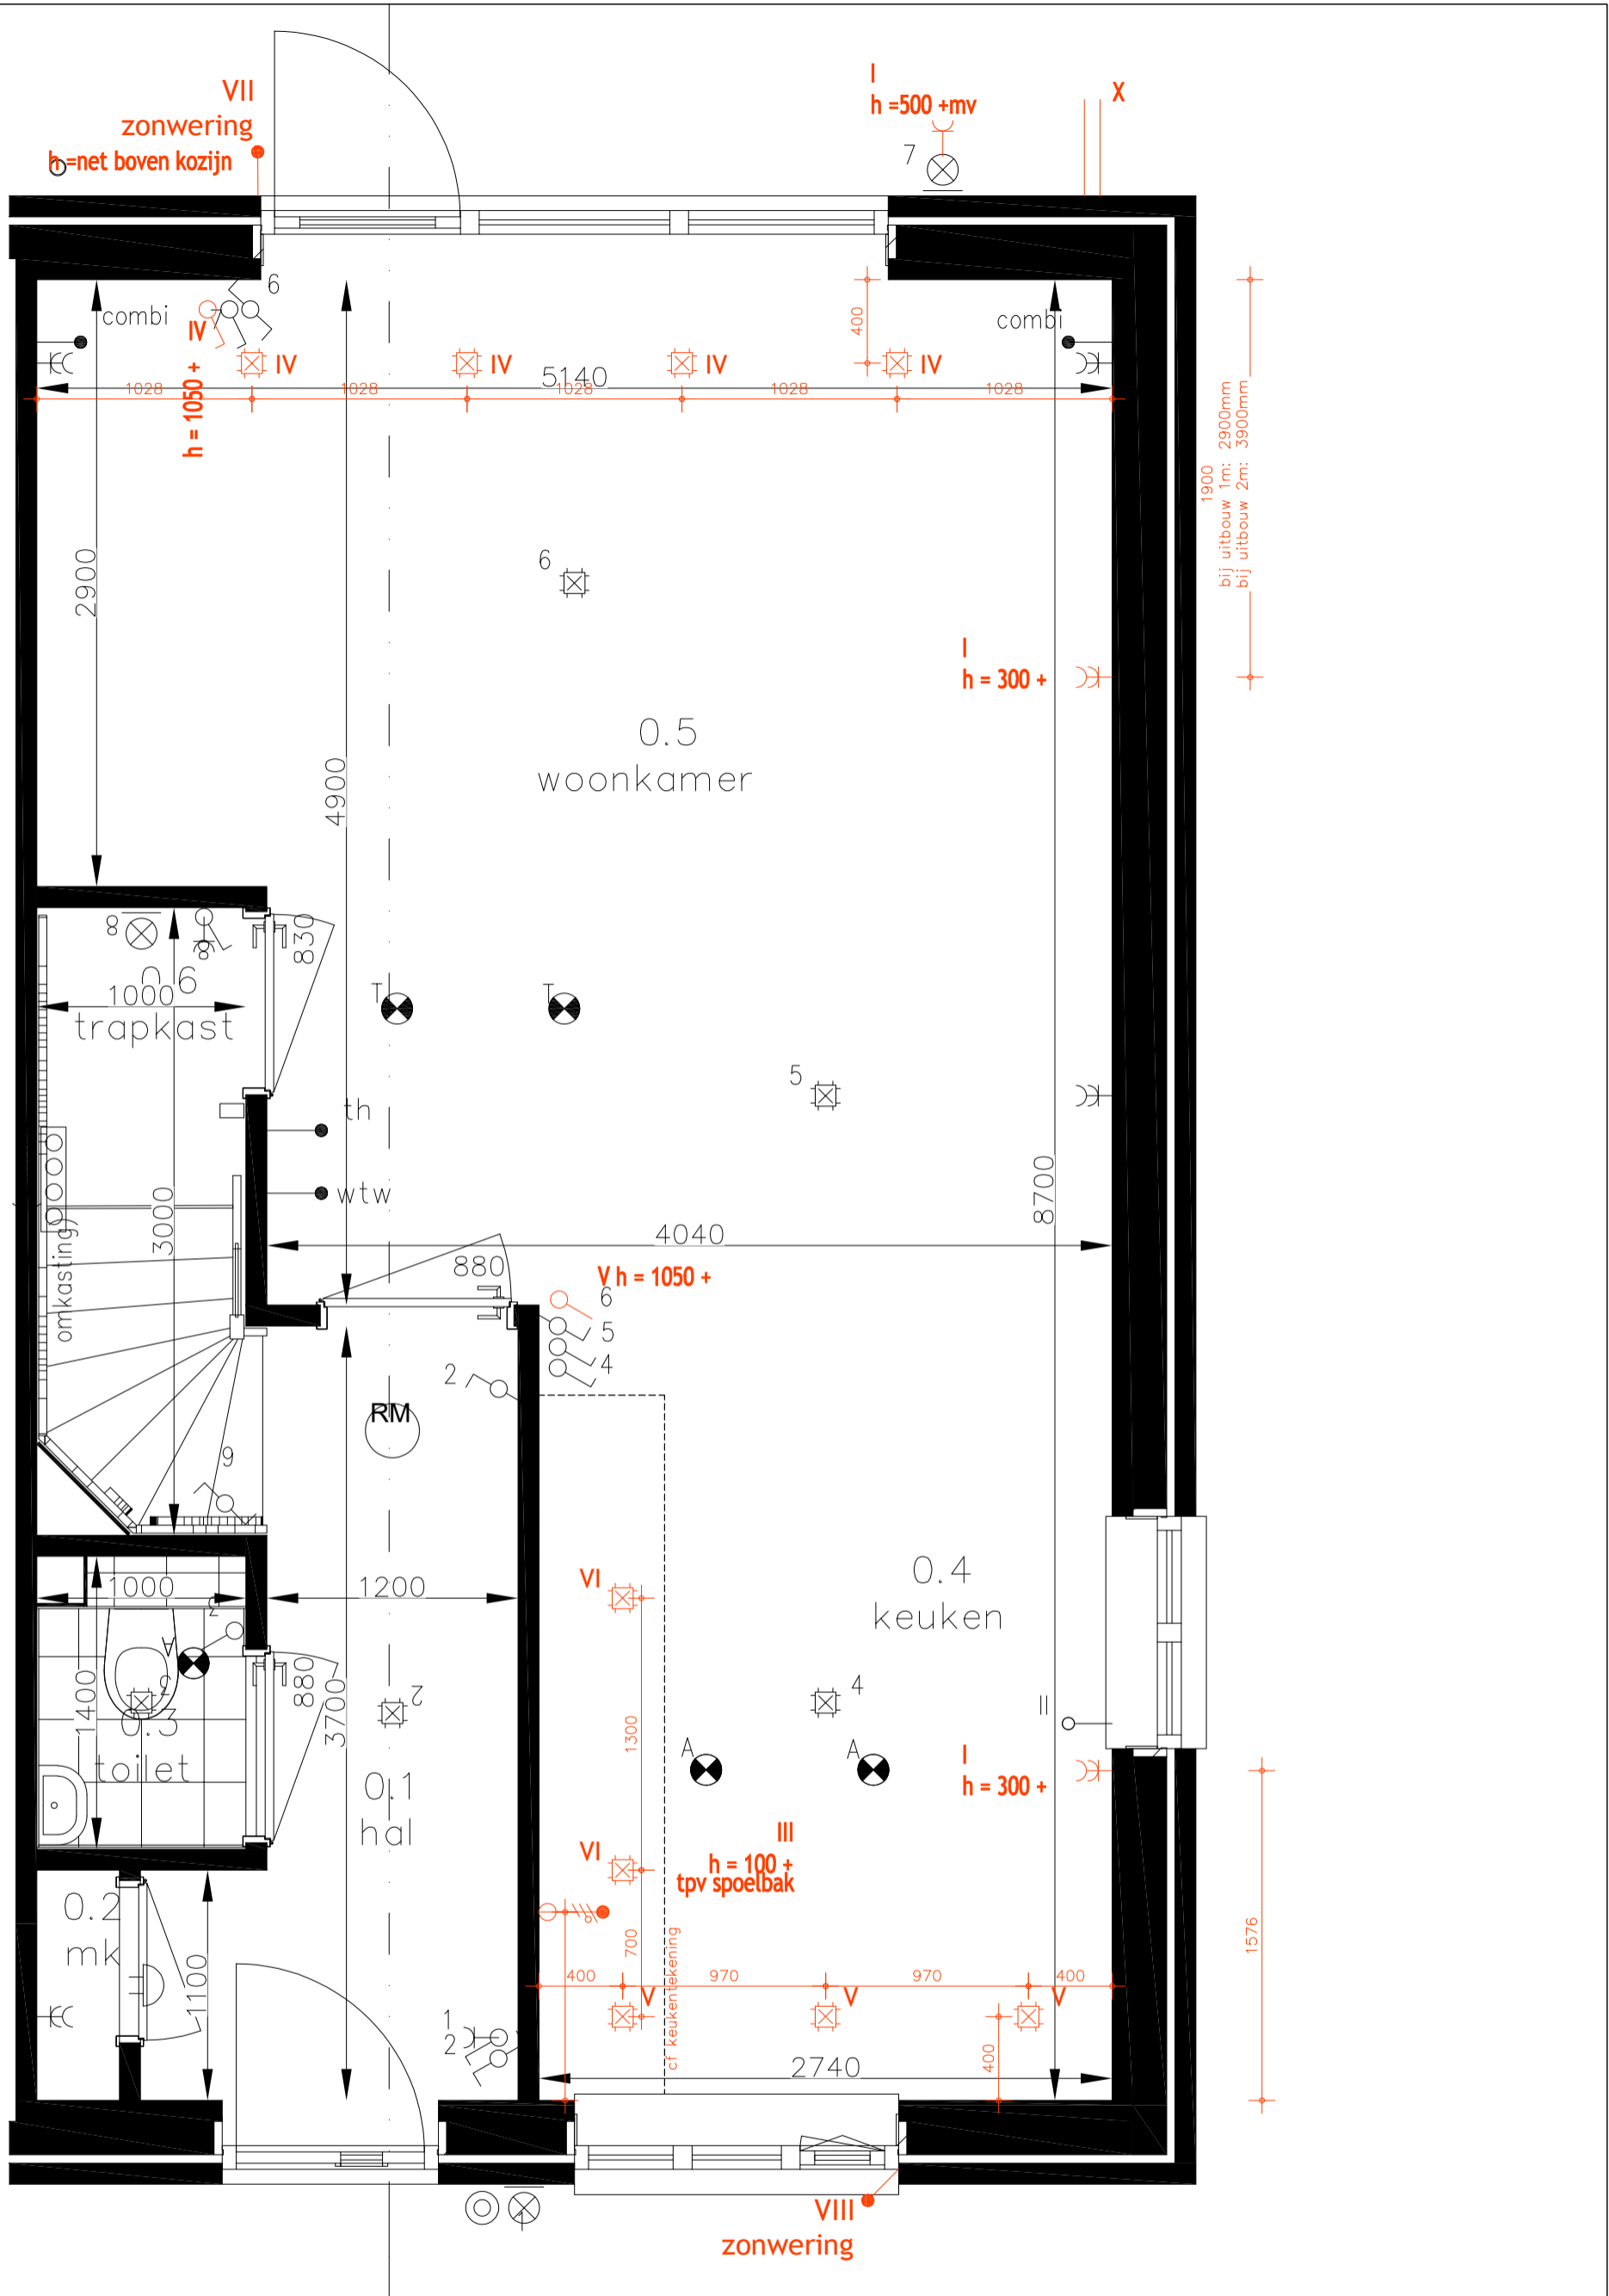 VII
zonwering
h =net boven kozijn
I
h =500 +mv
X
7
6
combi
combi
IV
h = 1050 +
IV
IV
IV
IV
400
5140
1028
1028
1028
1028
1028
1900
bij uitbouw 1m: 2900mm
bij uitbouw 2m: 3900mm
2900
6
I
h = 300 +
0.5
woonkamer
4900
8
8
830
0.6
1000
trapkast
T
T
5
th
wtw
3000
omkasting)
8700
4040
880
V h = 1050 +
6
5
4
2
RM
9
0.4
keuken
VI
1000
1200
3
A
3
880
1400
3700
2
0.3
toilet
4
II
1300
A
A
I
h = 300 +
0.1
hal
III
h = 100 +
tpv spoelbak
VI
0.2
mk
1100
700
cf keukentekening
1576
400
970
970
400
V
V
V
1
2
400
2740
1
VIII
zonwering